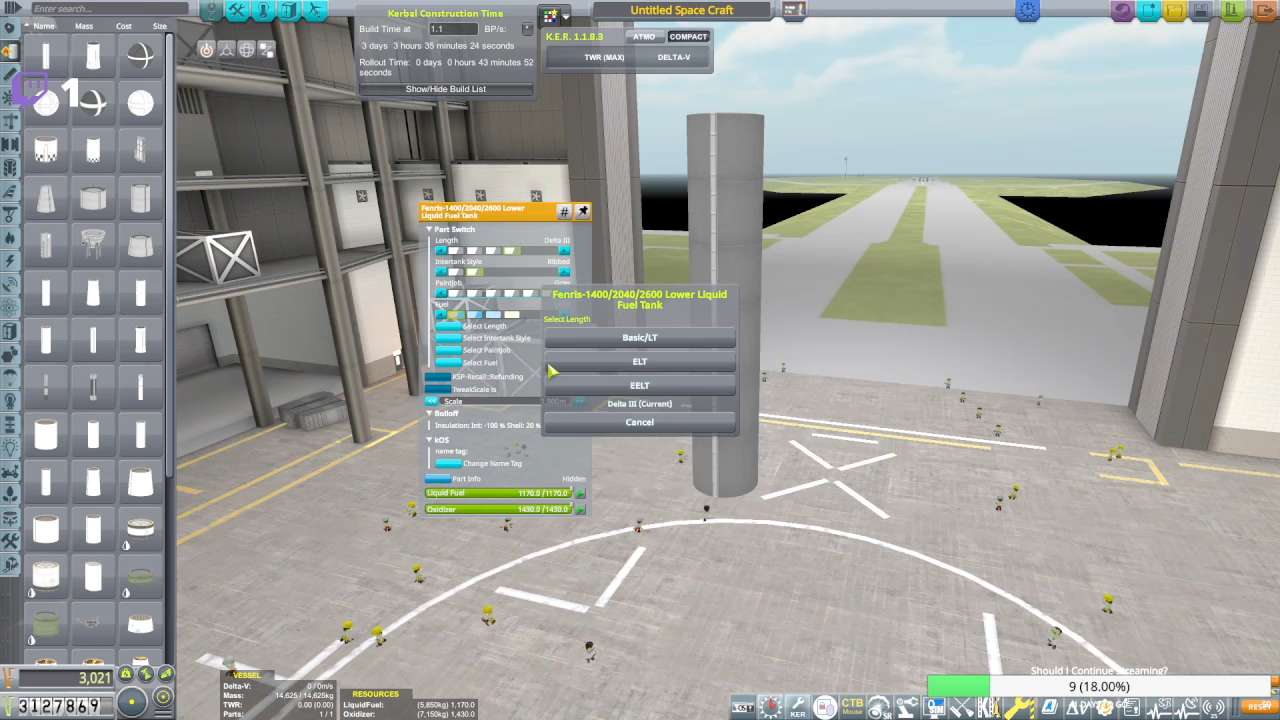 Enter search...
Name Mass Cost Size
1
Kerbal Construction Time
Build Time at 1.1 BP/s:
3 days 3 hours 35 minutes 24 seconds
Rollout Time: 0 days 0 hours 43 minutes 52
seconds
Show/Hide Build List
K.E.R. 1.1.8.3 ATMO COMPACT
TWR (MAX) DELTA-V
Untitled Space Craft
Fenris-1400/2040/2600 Lower
Liquid Fuel Tank
#
Part Switch
Length Delta III
Intertank Style Ribbed
Paintjob Gray
Fuel
Select Length
Select Intertank Style
Select Paintjob
Select Fuel
KSP-Recall::Refunding
TweakScale is
Scale
Boiloff
Insulation: Int: -100 % Shell: 20 %
kOS
name tag:
Change Name Tag
Part Info Hidden
Liquid Fuel 1170.0 / 1170.0
Oxidizer 1430.0 / 1430.0
Fenris-1400/2040/2600 Lower Liquid
Fuel Tank
Select Length
Basic/LT
ELT
EELT
Delta III (Current)
Cancel
3,021
3127869
VESSEL
Delta-V: 0 / 0m/s
Mass: 14,625 / 14,625kg
TWR: 0.00 (0.00)
Parts: 1 / 1
RESOURCES
LiquidFuel: (5,850kg) 1,170.0
Oxidizer: (7,150kg) 1,430.0
KER
CTB
Mouse
SR
Should I Continue Streaming?
9 (18.00%)
RESET